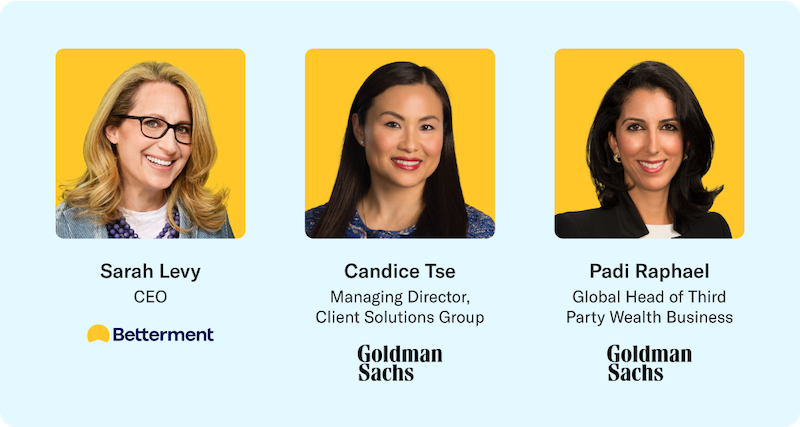 Sarah Levy
CEO
Betterment
Candice Tse
Managing Director,
Client Solutions Group
Goldman
Sachs
Padi Raphael
Global Head of Third
Party Wealth Business
Goldman
Sachs